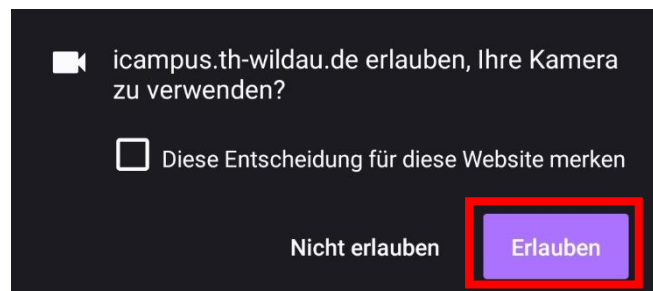 icampus.th-wildau.de erlauben, Ihre Kamera
zu verwenden?
Diese Entscheidung für diese Website merken
Nicht erlauben
Erlauben